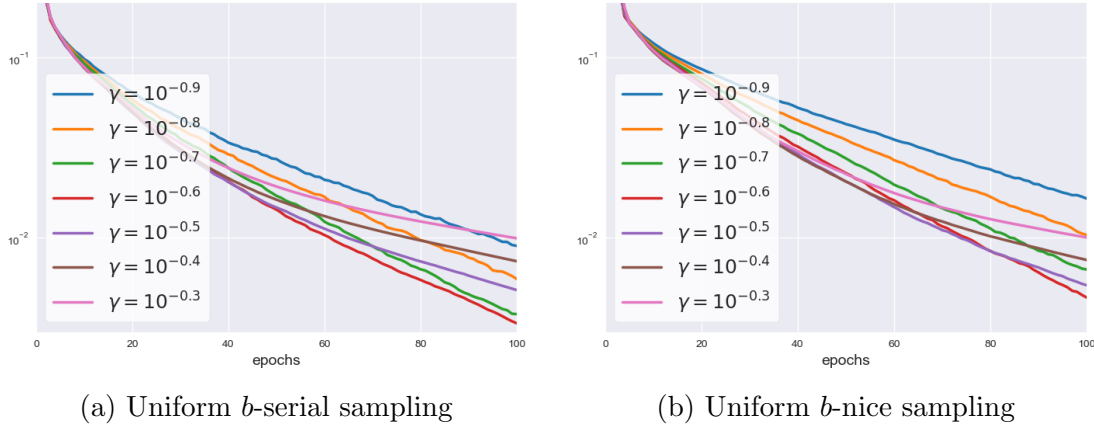 10⁻¹
10⁻²
γ = 10⁻⁰·⁹
γ = 10⁻⁰·⁸
γ = 10⁻⁰·⁷
γ = 10⁻⁰·⁶
γ = 10⁻⁰·⁵
γ = 10⁻⁰·⁴
γ = 10⁻⁰·³
0 20 40 60 80 100
epochs
(a) Uniform b-serial sampling
10⁻¹
10⁻²
γ = 10⁻⁰·⁹
γ = 10⁻⁰·⁸
γ = 10⁻⁰·⁷
γ = 10⁻⁰·⁶
γ = 10⁻⁰·⁵
γ = 10⁻⁰·⁴
γ = 10⁻⁰·³
0 20 40 60 80 100
epochs
(b) Uniform b-nice sampling